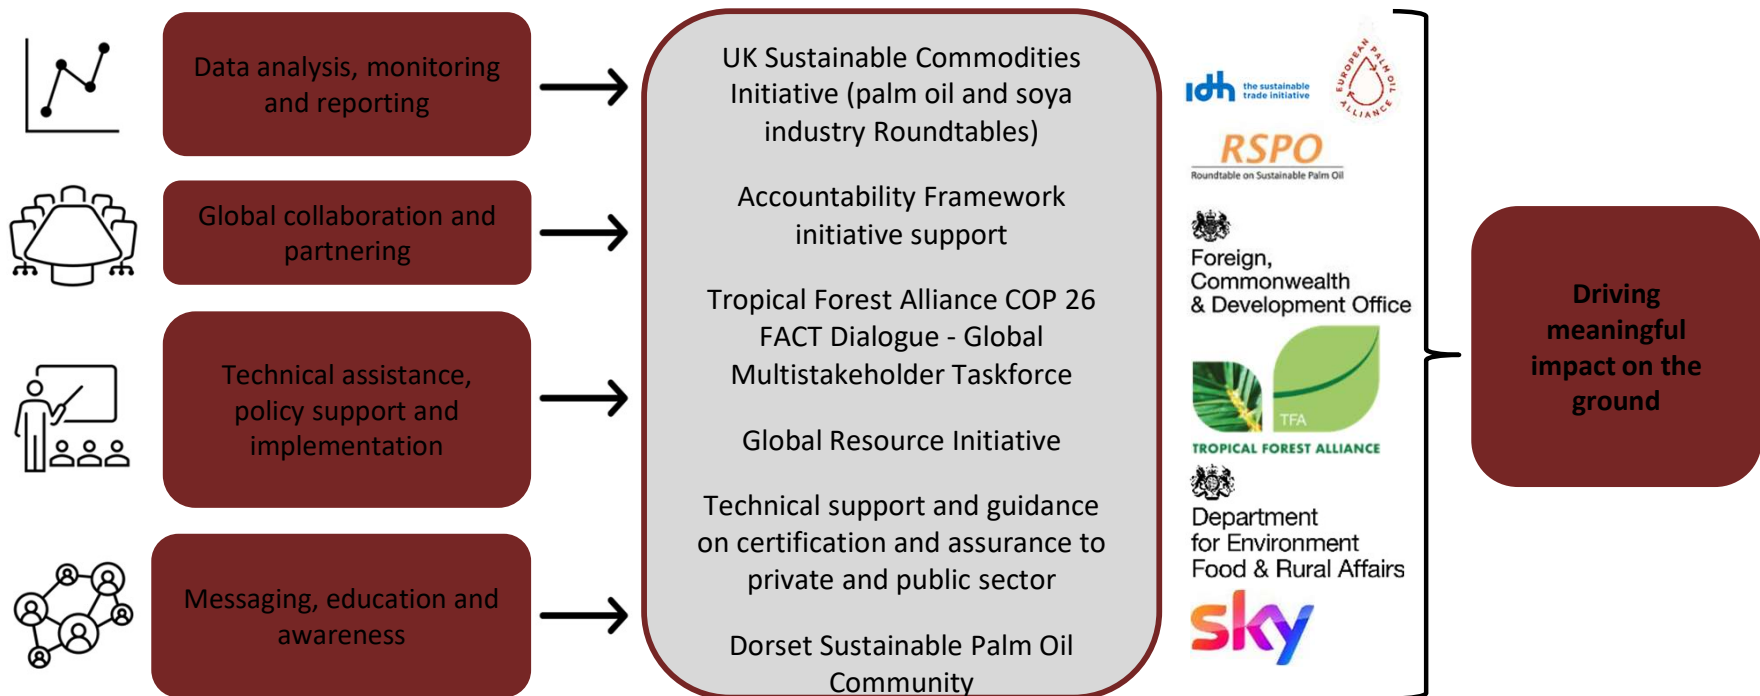 Data analysis, monitoring
and reporting
Global collaboration and
partnering
Technical assistance,
policy support and
implementation
Messaging, education and
awareness
UK Sustainable Commodities
Initiative (palm oil and soya
industry Roundtables)
Accountability Framework
initiative support
Tropical Forest Alliance COP 26
FACT Dialogue - Global
Multistakeholder Taskforce
Global Resource Initiative
Technical support and guidance
on certification and assurance to
private and public sector
Dorset Sustainable Palm Oil
Community
idh the sustainable
trade initiative
EUROPEAN
PALM OIL
ALLIANCE
RSPO
Roundtable on Sustainable Palm Oil
Foreign,
Commonwealth
& Development Office
TFA
TROPICAL FOREST ALLIANCE
Department
for Environment
Food & Rural Affairs
sky
Driving
meaningful
impact on the
ground